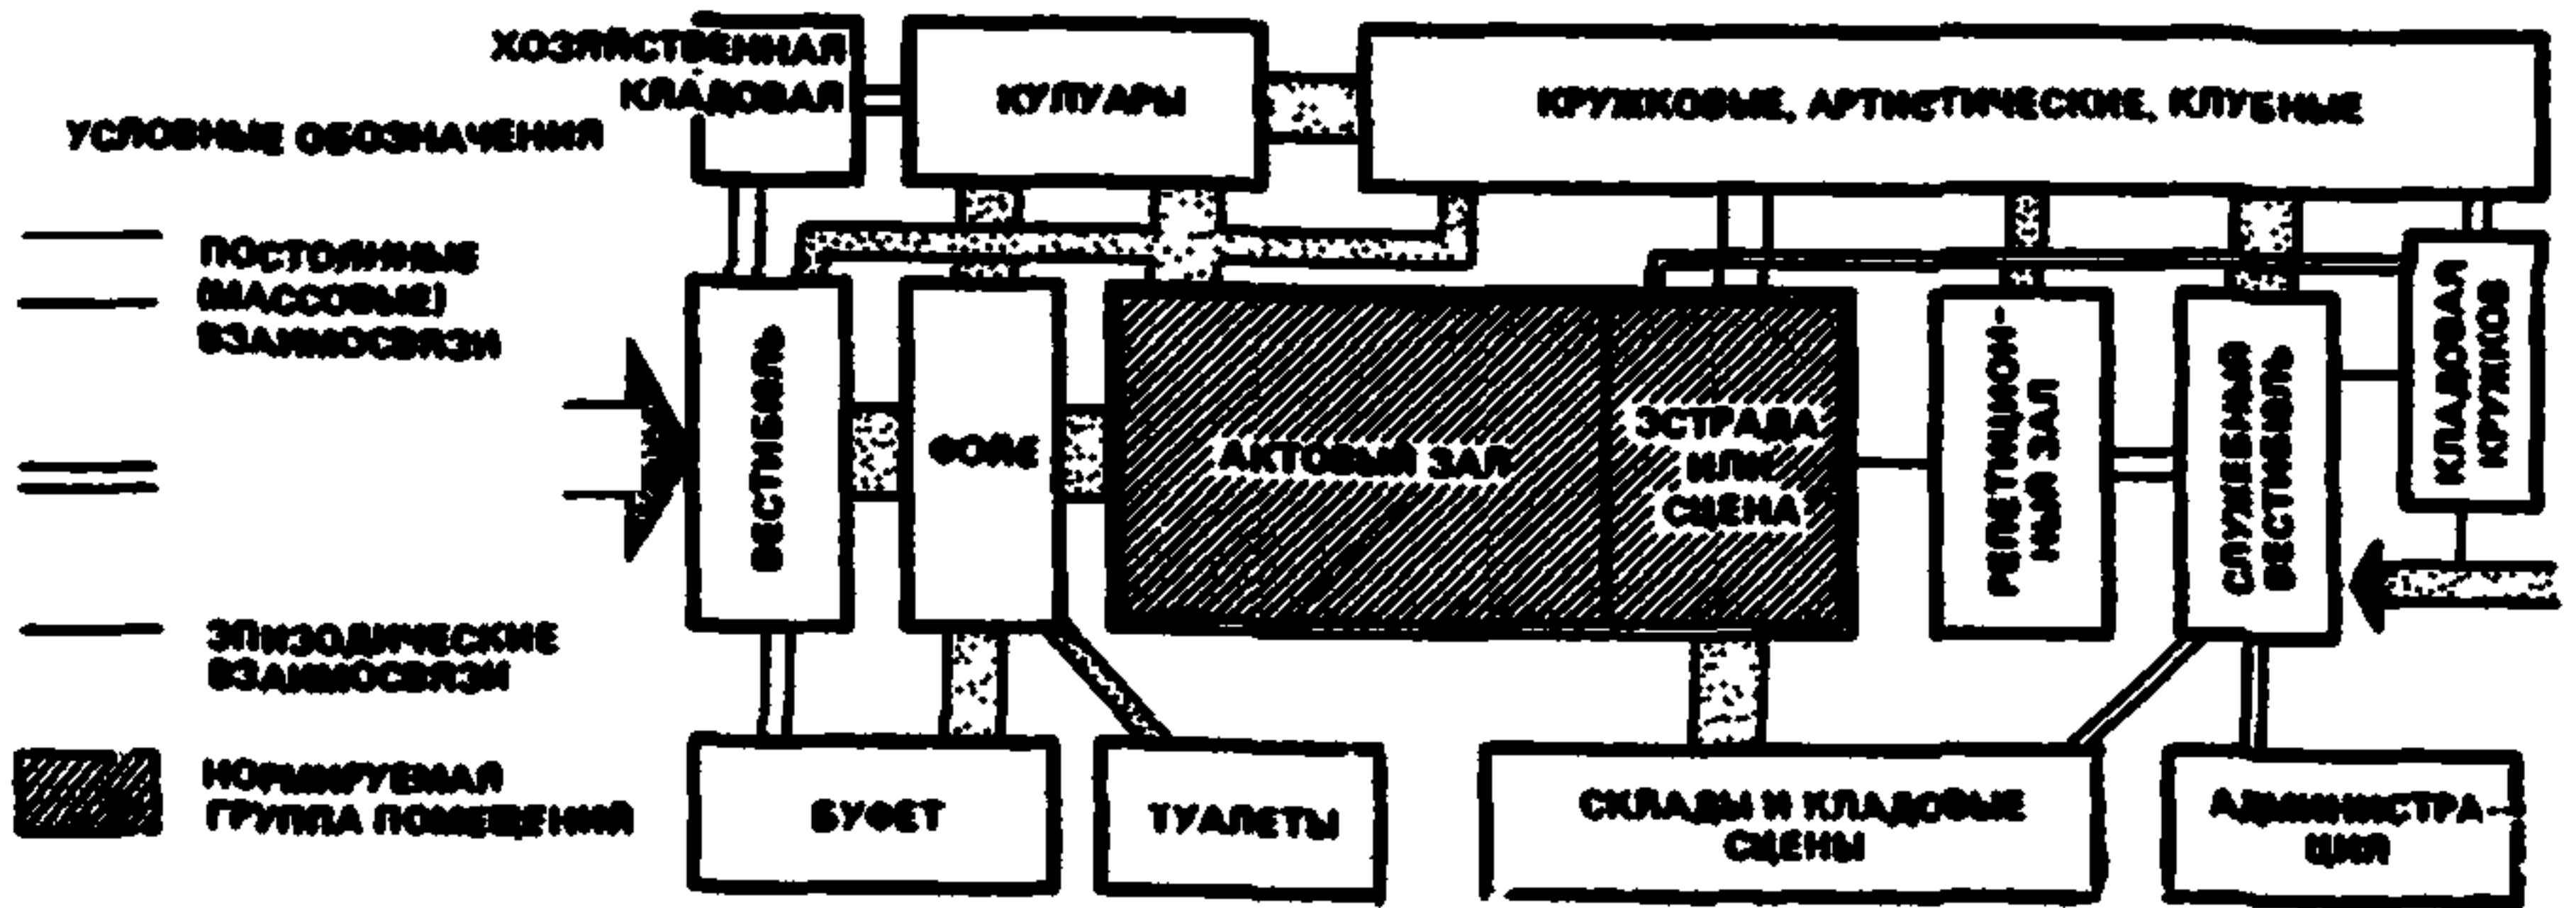 УСЛОВНЫЕ ОБОЗНАЧЕНИЯ
ПОСТОЯННЫЕ
(МАССОВЫЕ)
ВЗАИМОСВЯЗИ
ЭПИЗОДИЧЕСКИЕ
ВЗАИМОСВЯЗИ
НОРМИРУЕМАЯ
ГРУППА ПОМЕЩЕНИЙ
ХОЗЯЙСТВЕННАЯ
КЛАДОВАЯ
КУЛУАРЫ
КРУЖКОВЫЕ, АРТИСТИЧЕСКИЕ, КЛУБНЫЕ
ВЕСТИБЮЛЬ
ФОЙЕ
АКТОВЫЙ ЗАЛ
ЭСТРАДА
ИЛИ
СЦЕНА
РЕПЕТИЦИОН-
НЫЙ ЗАЛ
СЛУЖЕБНЫЙ
ВЕСТИБЮЛЬ
КЛАДОВАЯ
КРУЖКОВ
БУФЕТ
ТУАЛЕТЫ
СКЛАДЫ И КЛАДОВЫЕ
СЦЕНЫ
АДМИНИСТРА-
ЦИЯ